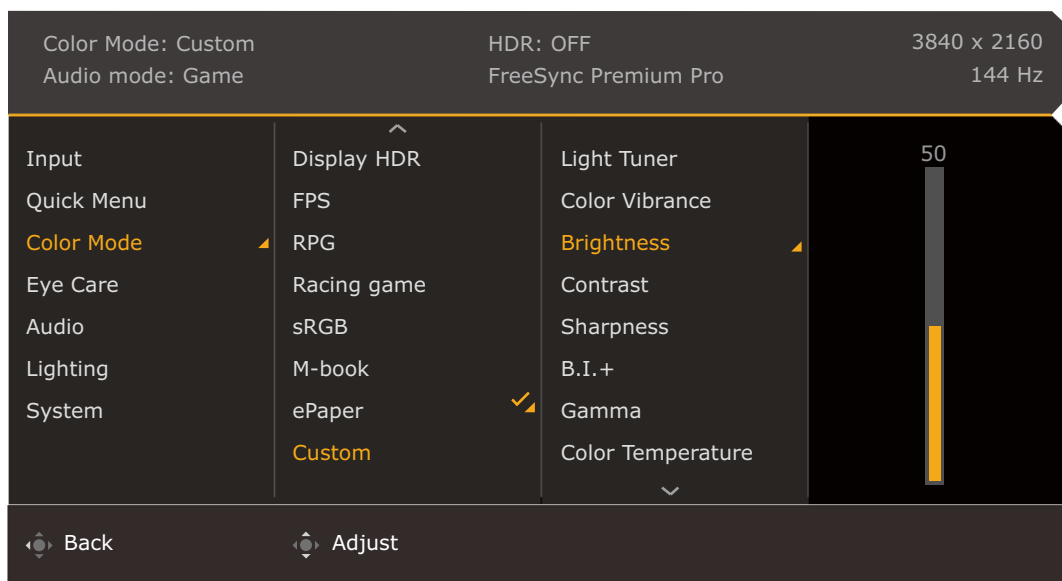 Color Mode: Custom
Audio mode: Game
HDR: OFF
FreeSync Premium Pro
3840 x 2160
144 Hz
Input
Quick Menu
Color Mode
Eye Care
Audio
Lighting
System
Display HDR
FPS
RPG
Racing game
sRGB
M-book
ePaper
Custom
Light Tuner
Color Vibrance
Brightness
Contrast
Sharpness
B.I.+
Gamma
Color Temperature
50
Back
Adjust